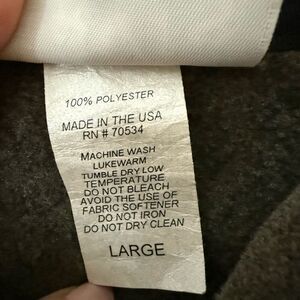 100% POLYESTER
MADE IN THE USA
RN # 70534
MACHINE WASH
LUKEWARM
TUMBLE DRY LOW
TEMPERATURE
DO NOT BLEACH
AVOID THE USE OF
FABRIC SOFTENER
DO NOT IRON
DO NOT DRY CLEAN
LARGE